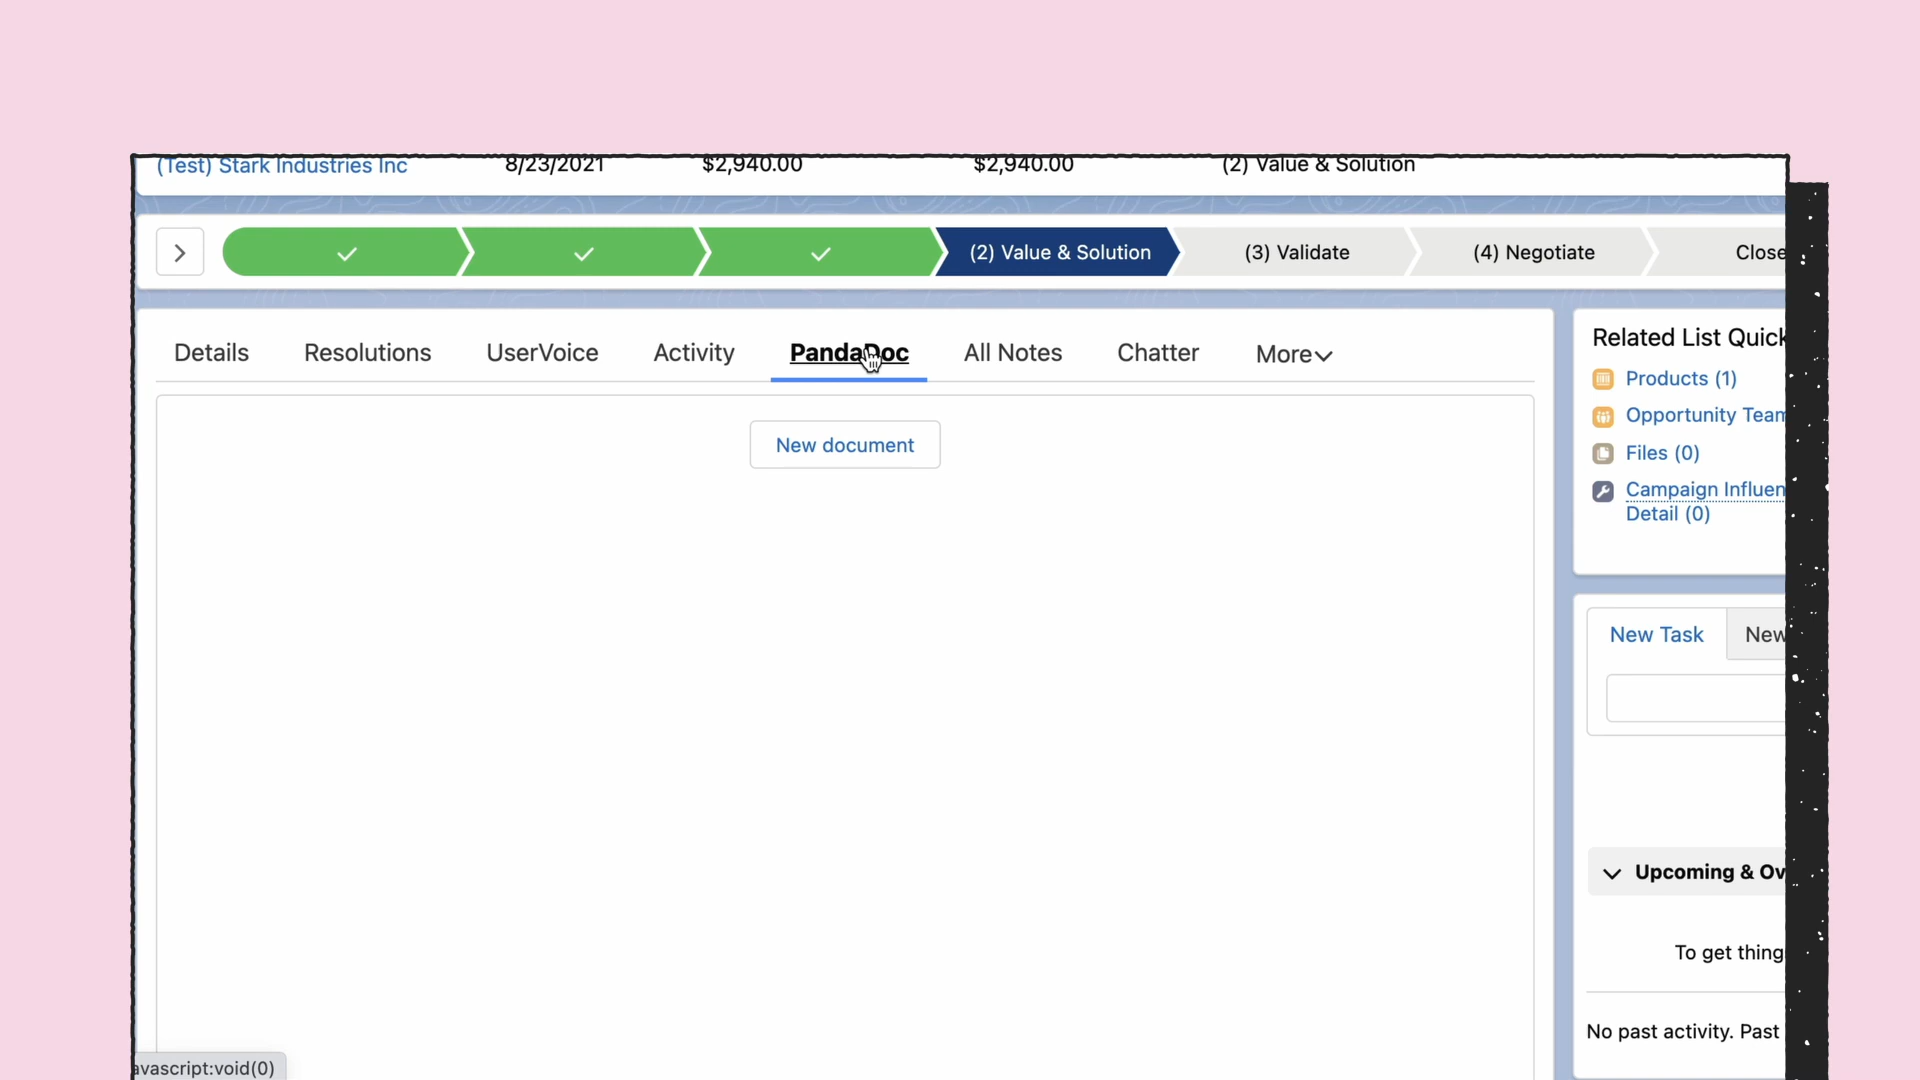 (Test) Stark Industries Inc 8/23/2021 $2,940.00 $2,940.00 (2) Value & Solution
(2) Value & Solution (3) Validate (4) Negotiate Close
Details Resolutions UserVoice Activity PandaDoc All Notes Chatter More
New document
Related List Quick
Products (1)
Opportunity Team
Files (0)
Campaign Influen
Detail (0)
New Task New
Upcoming & Ov
To get thing
No past activity. Past
avascript:void(0)